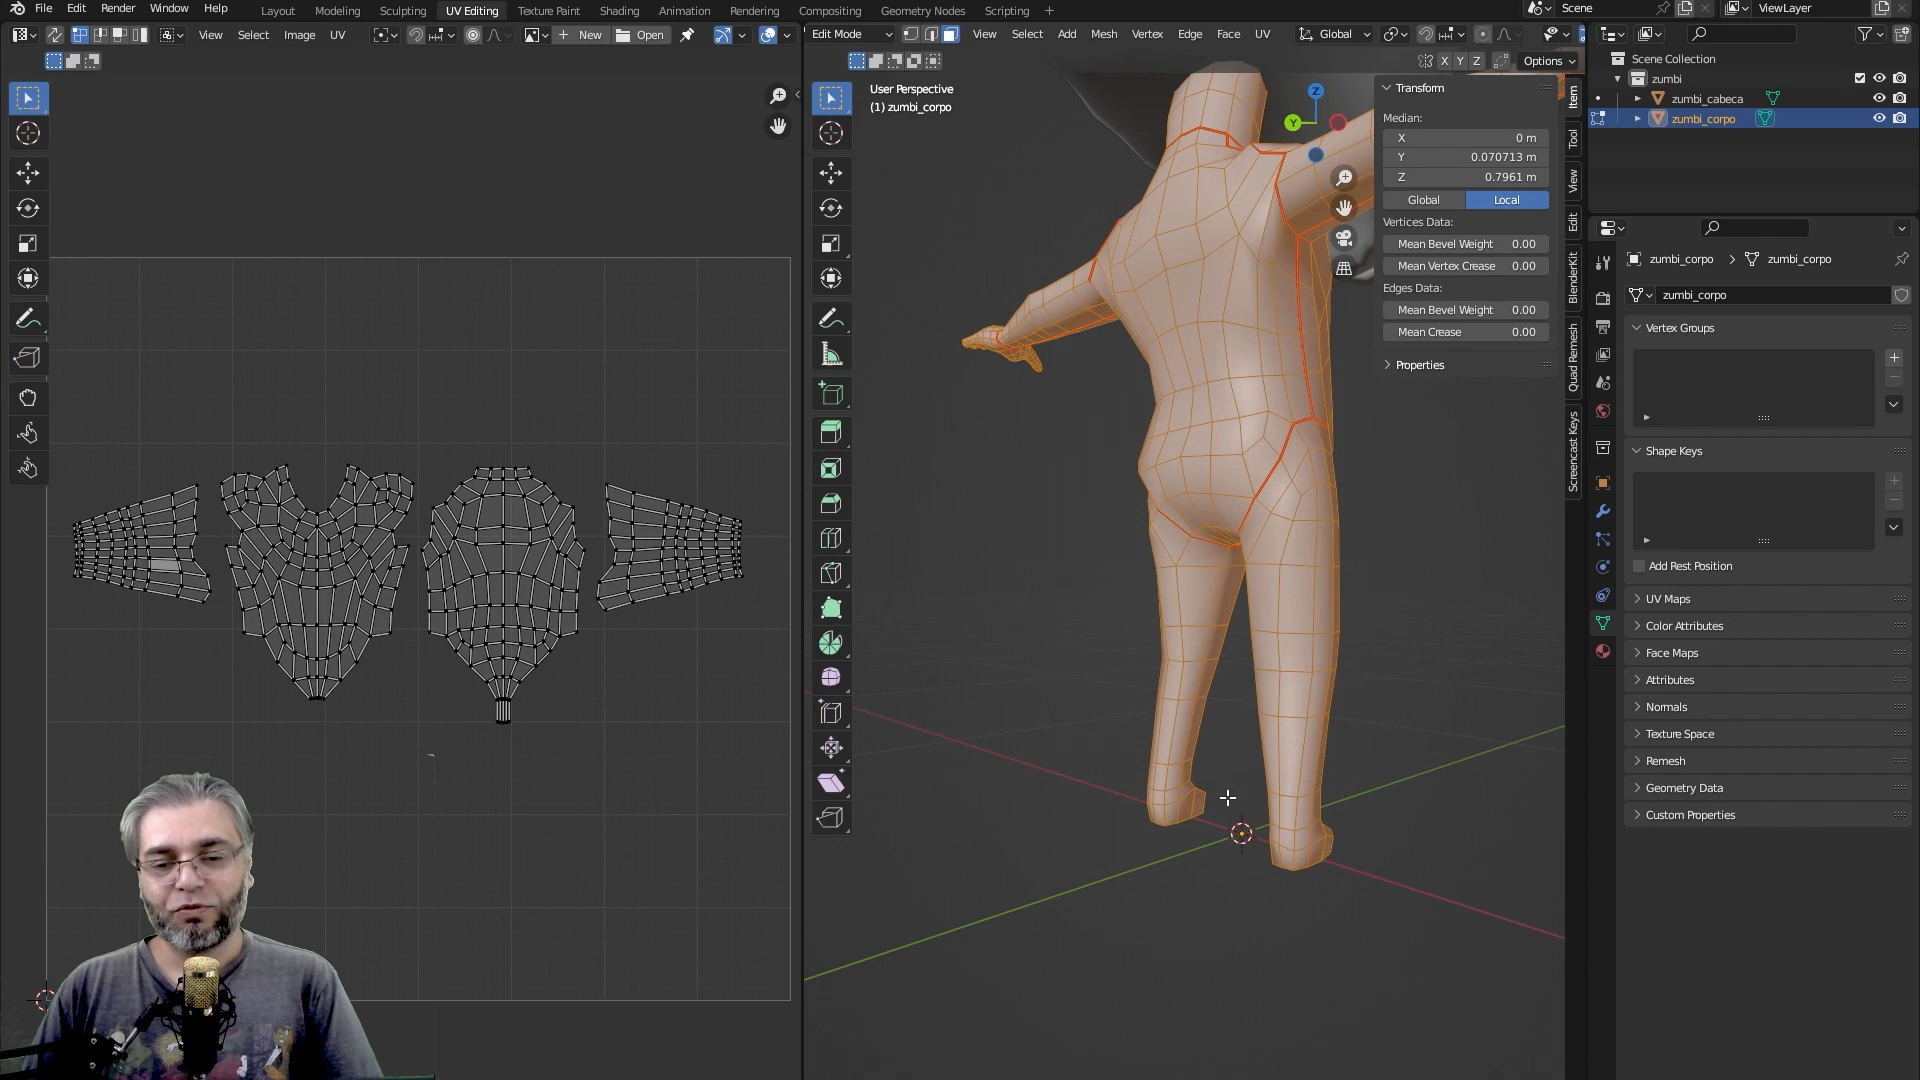 File Edit Render Window Help Layout Modeling Sculpting UV Editing Texture Paint Shading Animation Rendering Compositing Geometry Nodes Scripting + Scene ViewLayer
View Select Image UV New Open Edit Mode View Select Add Mesh Vertex Edge Face UV Global
X Y Z Options
Scene Collection
zumbi
zumbi_cabeca
zumbi_corpo
User Perspective
(1) zumbi_corpo
Z
Y
Transform
Median:
X 0 m
Y 0.070713 m
Z 0.7961 m
Global Local
Vertices Data:
Mean Bevel Weight 0.00
Mean Vertex Crease 0.00
Edges Data:
Mean Bevel Weight 0.00
Mean Crease 0.00
Properties
Item
Tool
View
Edit
BlenderKit
Quad Remesh
Screencast Keys
zumbi_corpo > zumbi_corpo
zumbi_corpo
Vertex Groups
Shape Keys
Add Rest Position
UV Maps
Color Attributes
Face Maps
Attributes
Normals
Texture Space
Remesh
Geometry Data
Custom Properties